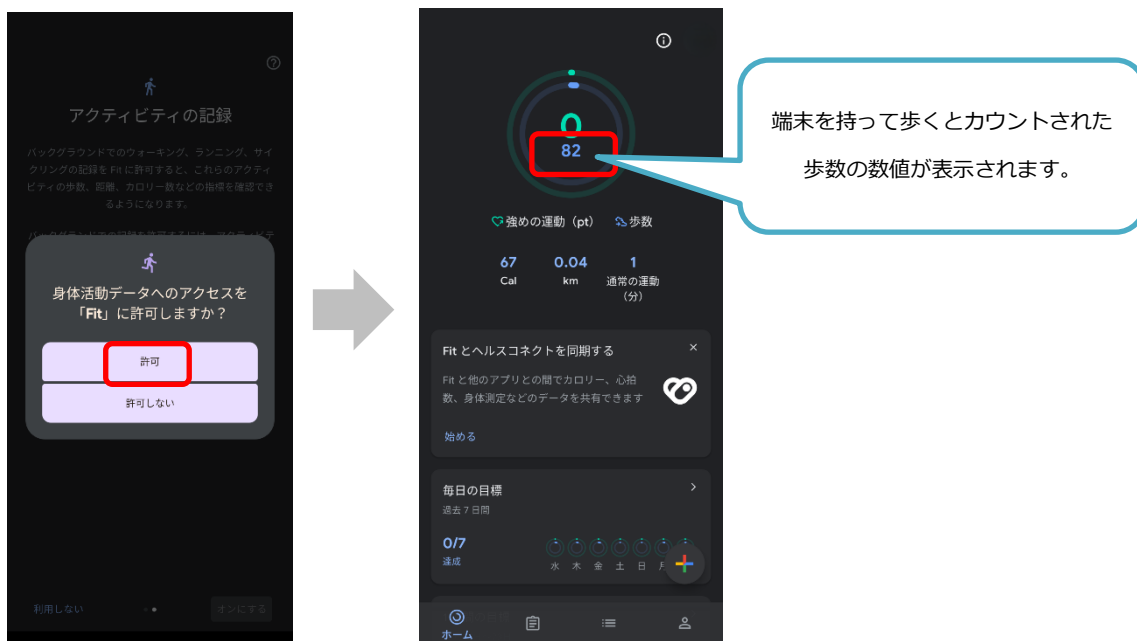 アクティビティの記録
バックグラウンドでのウォーキング、ランニング、サイ
クリングの記録を Fit に許可すると、これらのアクティ
ビティの歩数、距離、カロリー数などの指標を確認でき
るようになります。
身体活動データへのアクセスを
「Fit」に許可しますか？
許可
許可しない
利用しない
オンにする
0
82
強めの運動（pt）
歩数
67
0.04
1
Cal
km
通常の運動
（分）
Fit とヘルスコネクトを同期する
Fit と他のアプリとの間でカロリー、心拍
数、身体測定などのデータを共有できます
始める
毎日の目標
過去 7 日間
0/7
達成
水 木 金 土 日
ホーム
端末を持って歩くとカウントされた
歩数の数値が表示されます。